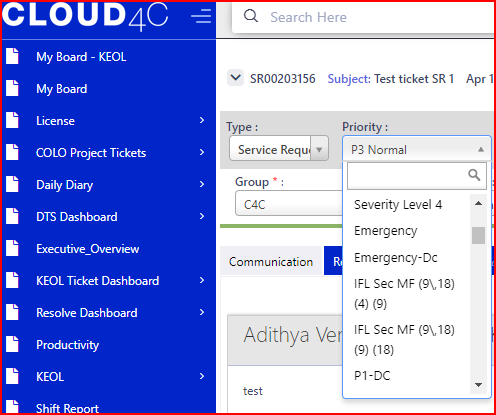 CLOUD4C
Search Here
My Board - KEOL
My Board
License
COLO Project Tickets
Daily Diary
DTS Dashboard
Executive_Overview
KEOL Ticket Dashboard
Resolve Dashboard
Productivity
KEOL
Shift Report
SR00203156 Subject: Test ticket SR 1 Apr 1
Type : Priority :
Service Requ P3 Normal
Group * :
C4C
Severity Level 4
Emergency
Emergency-Dc
IFL Sec MF (9\,18)
(4) (9)
IFL Sec MF (9\,18)
(9) (18)
P1-DC
Communication
Adithya Ver
test